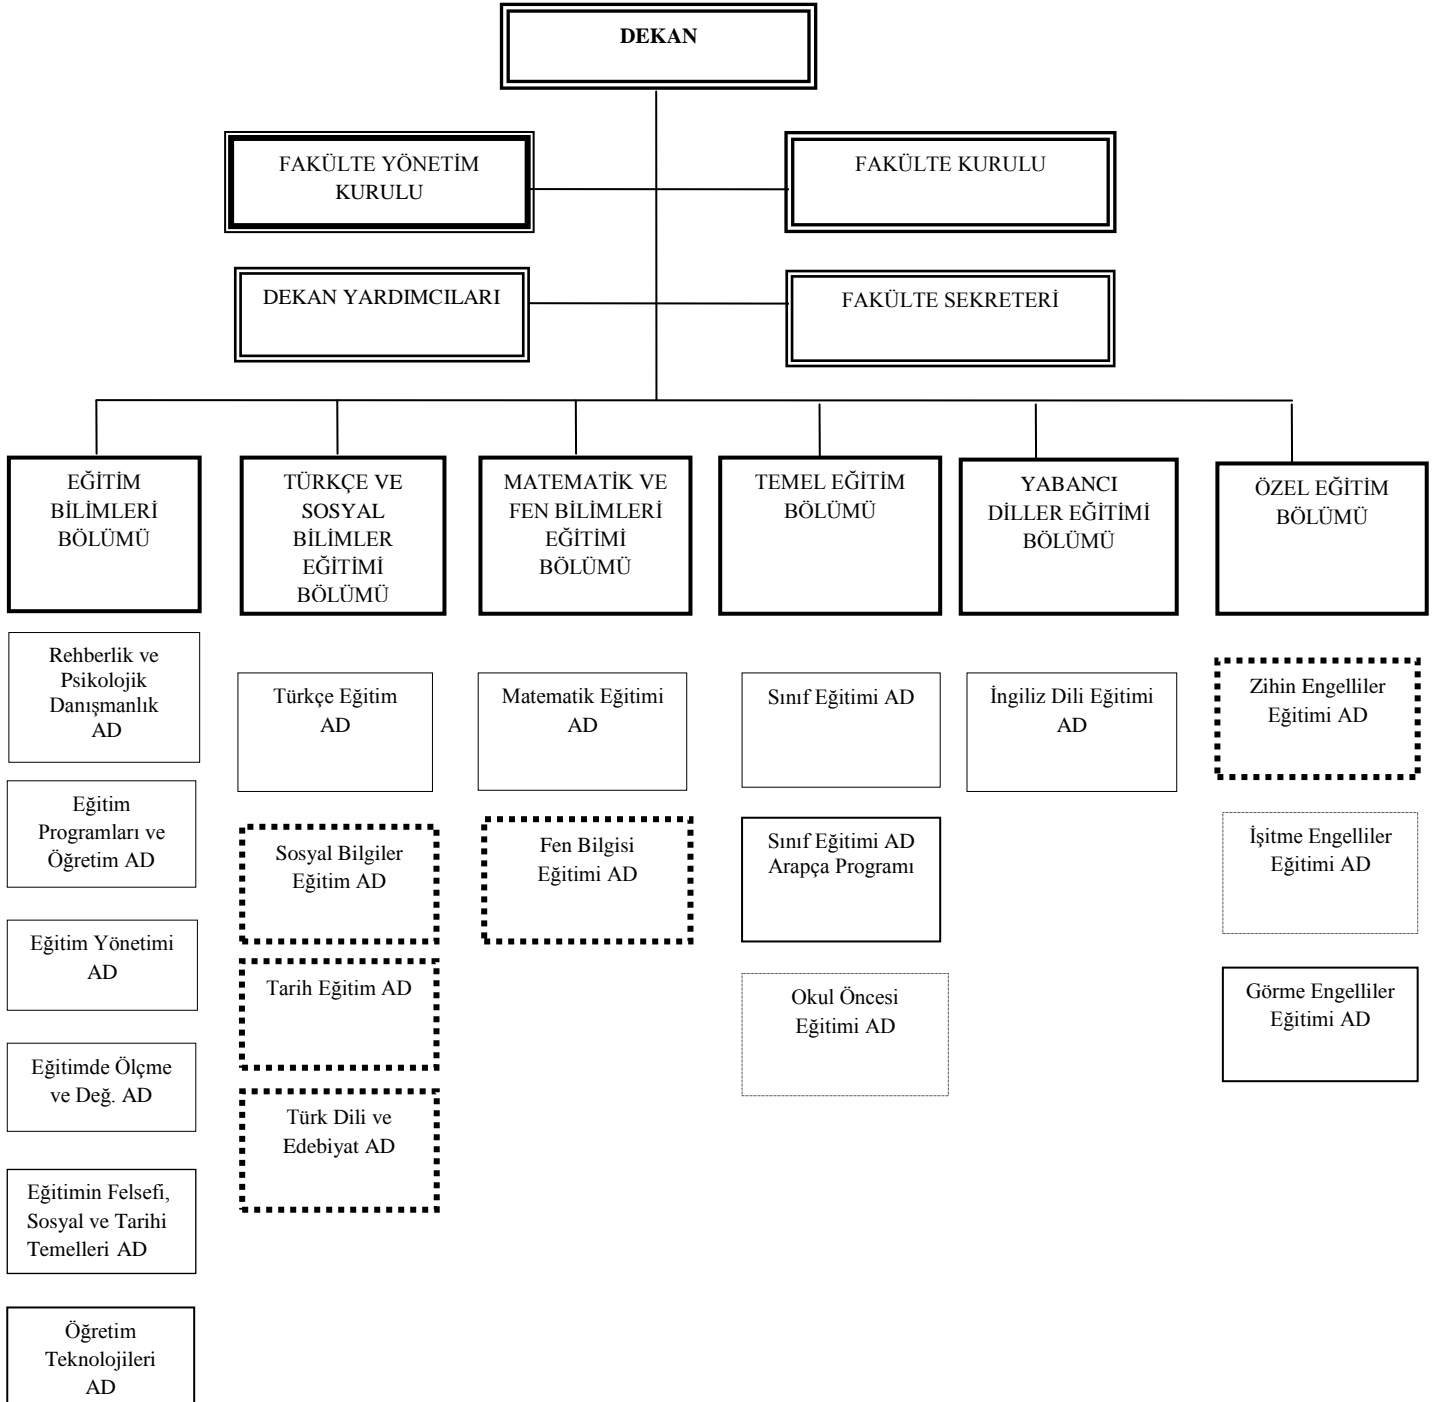 DEKAN
FAKÜLTE YÖNETİM
KURULU
FAKÜLTE KURULU
DEKAN YARDIMCILARI
FAKÜLTE SEKRETERİ
EĞİTİM
BİLİMLERİ
BÖLÜMÜ
TÜRKÇE VE
SOSYAL
BİLİMLER
EĞİTİMİ
BÖLÜMÜ
MATEMATİK VE
FEN BİLİMLERİ
EĞİTİMİ
BÖLÜMÜ
TEMEL EĞİTİM
BÖLÜMÜ
YABANCI
DİLLER EĞİTİMİ
BÖLÜMÜ
ÖZEL EĞİTİM
BÖLÜMÜ
Rehberlik ve
Psikolojik
Danışmanlık
AD
Eğitim
Programları ve
Öğretim AD
Eğitim Yönetimi
AD
Eğitimde Ölçme
ve Değ. AD
Eğitimin Felsefi,
Sosyal ve Tarihi
Temelleri AD
Öğretim
Teknolojileri
AD
Türkçe Eğitim
AD
Sosyal Bilgiler
Eğitim AD
Tarih Eğitim AD
Türk Dili ve
Edebiyat AD
Matematik Eğitimi
AD
Fen Bilgisi
Eğitimi AD
Sınıf Eğitimi AD
Sınıf Eğitimi AD
Arapça Programı
Okul Öncesi
Eğitimi AD
İngiliz Dili Eğitimi
AD
Zihin Engelliler
Eğitimi AD
İşitme Engelliler
Eğitimi AD
Görme Engelliler
Eğitimi AD